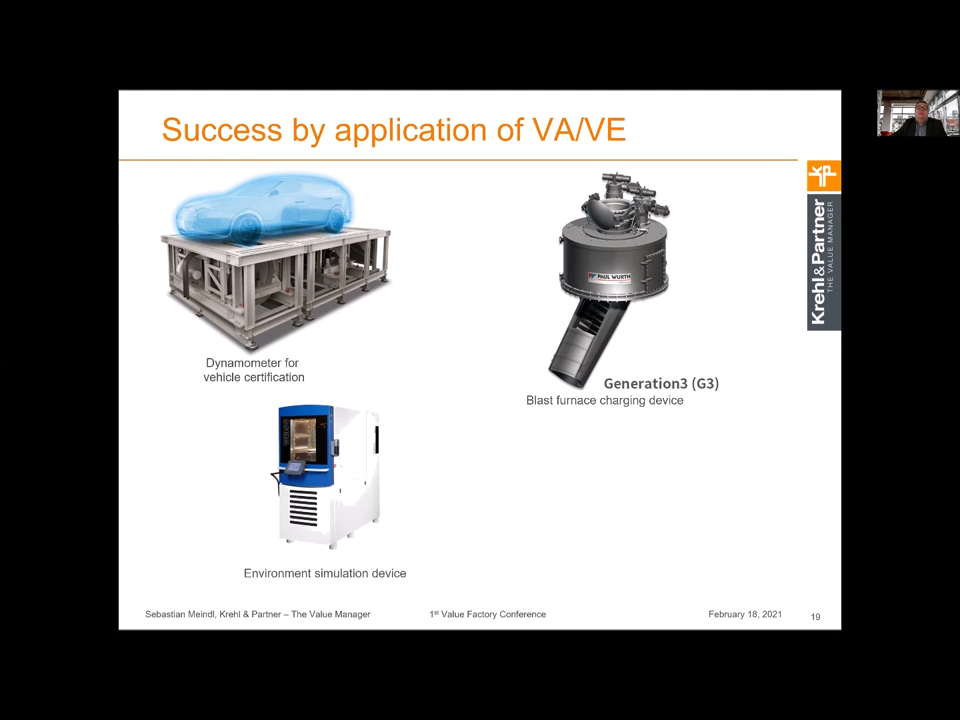 Success by application of VA/VE
Krehl&Partner
THE VALUE MANAGER
PAUL WURTH
Dynamometer for
vehicle certification
Generation3 (G3)
Blast furnace charging device
Environment simulation device
Sebastian Meindl, Krehl & Partner – The Value Manager
1st Value Factory Conference
February 18, 2021
19